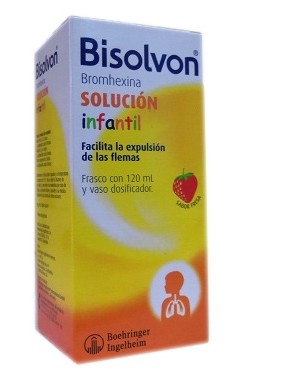 Bisolvon®
Bromhexina
SOLUCIÓN
infantil
Facilita la expulsión
de las flemas
Frasco con 120 mL
y vaso dosificador.
SABOR FRESA
Boehringer
Ingelheim